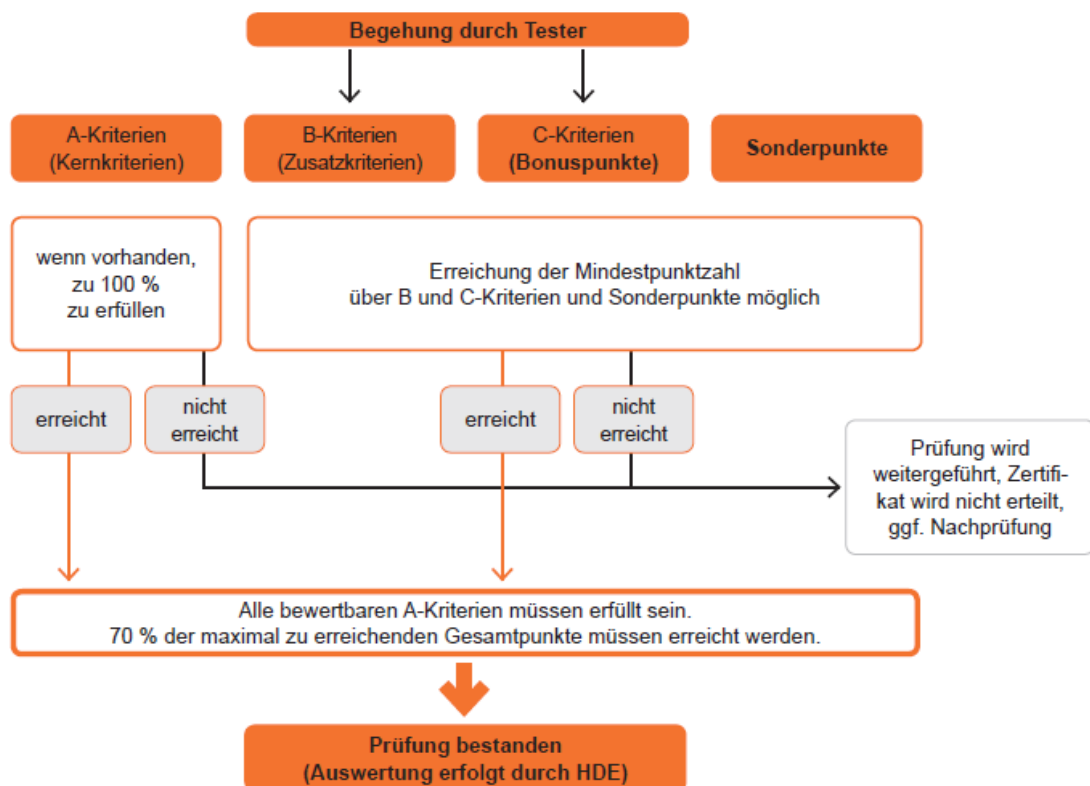 Begehung durch Tester
A-Kriterien
(Kernkriterien)
B-Kriterien
(Zusatzkriterien)
C-Kriterien
(Bonuspunkte)
Sonderpunkte
wenn vorhanden,
zu 100 %
zu erfüllen
Erreichung der Mindestpunktzahl
über B und C-Kriterien und Sonderpunkte möglich
erreicht
nicht
erreicht
erreicht
nicht
erreicht
Prüfung wird
weitergeführt, Zertifi-
kat wird nicht erteilt,
ggf. Nachprüfung
Alle bewertbaren A-Kriterien müssen erfüllt sein.
70 % der maximal zu erreichenden Gesamtpunkte müssen erreicht werden.
Prüfung bestanden
(Auswertung erfolgt durch HDE)